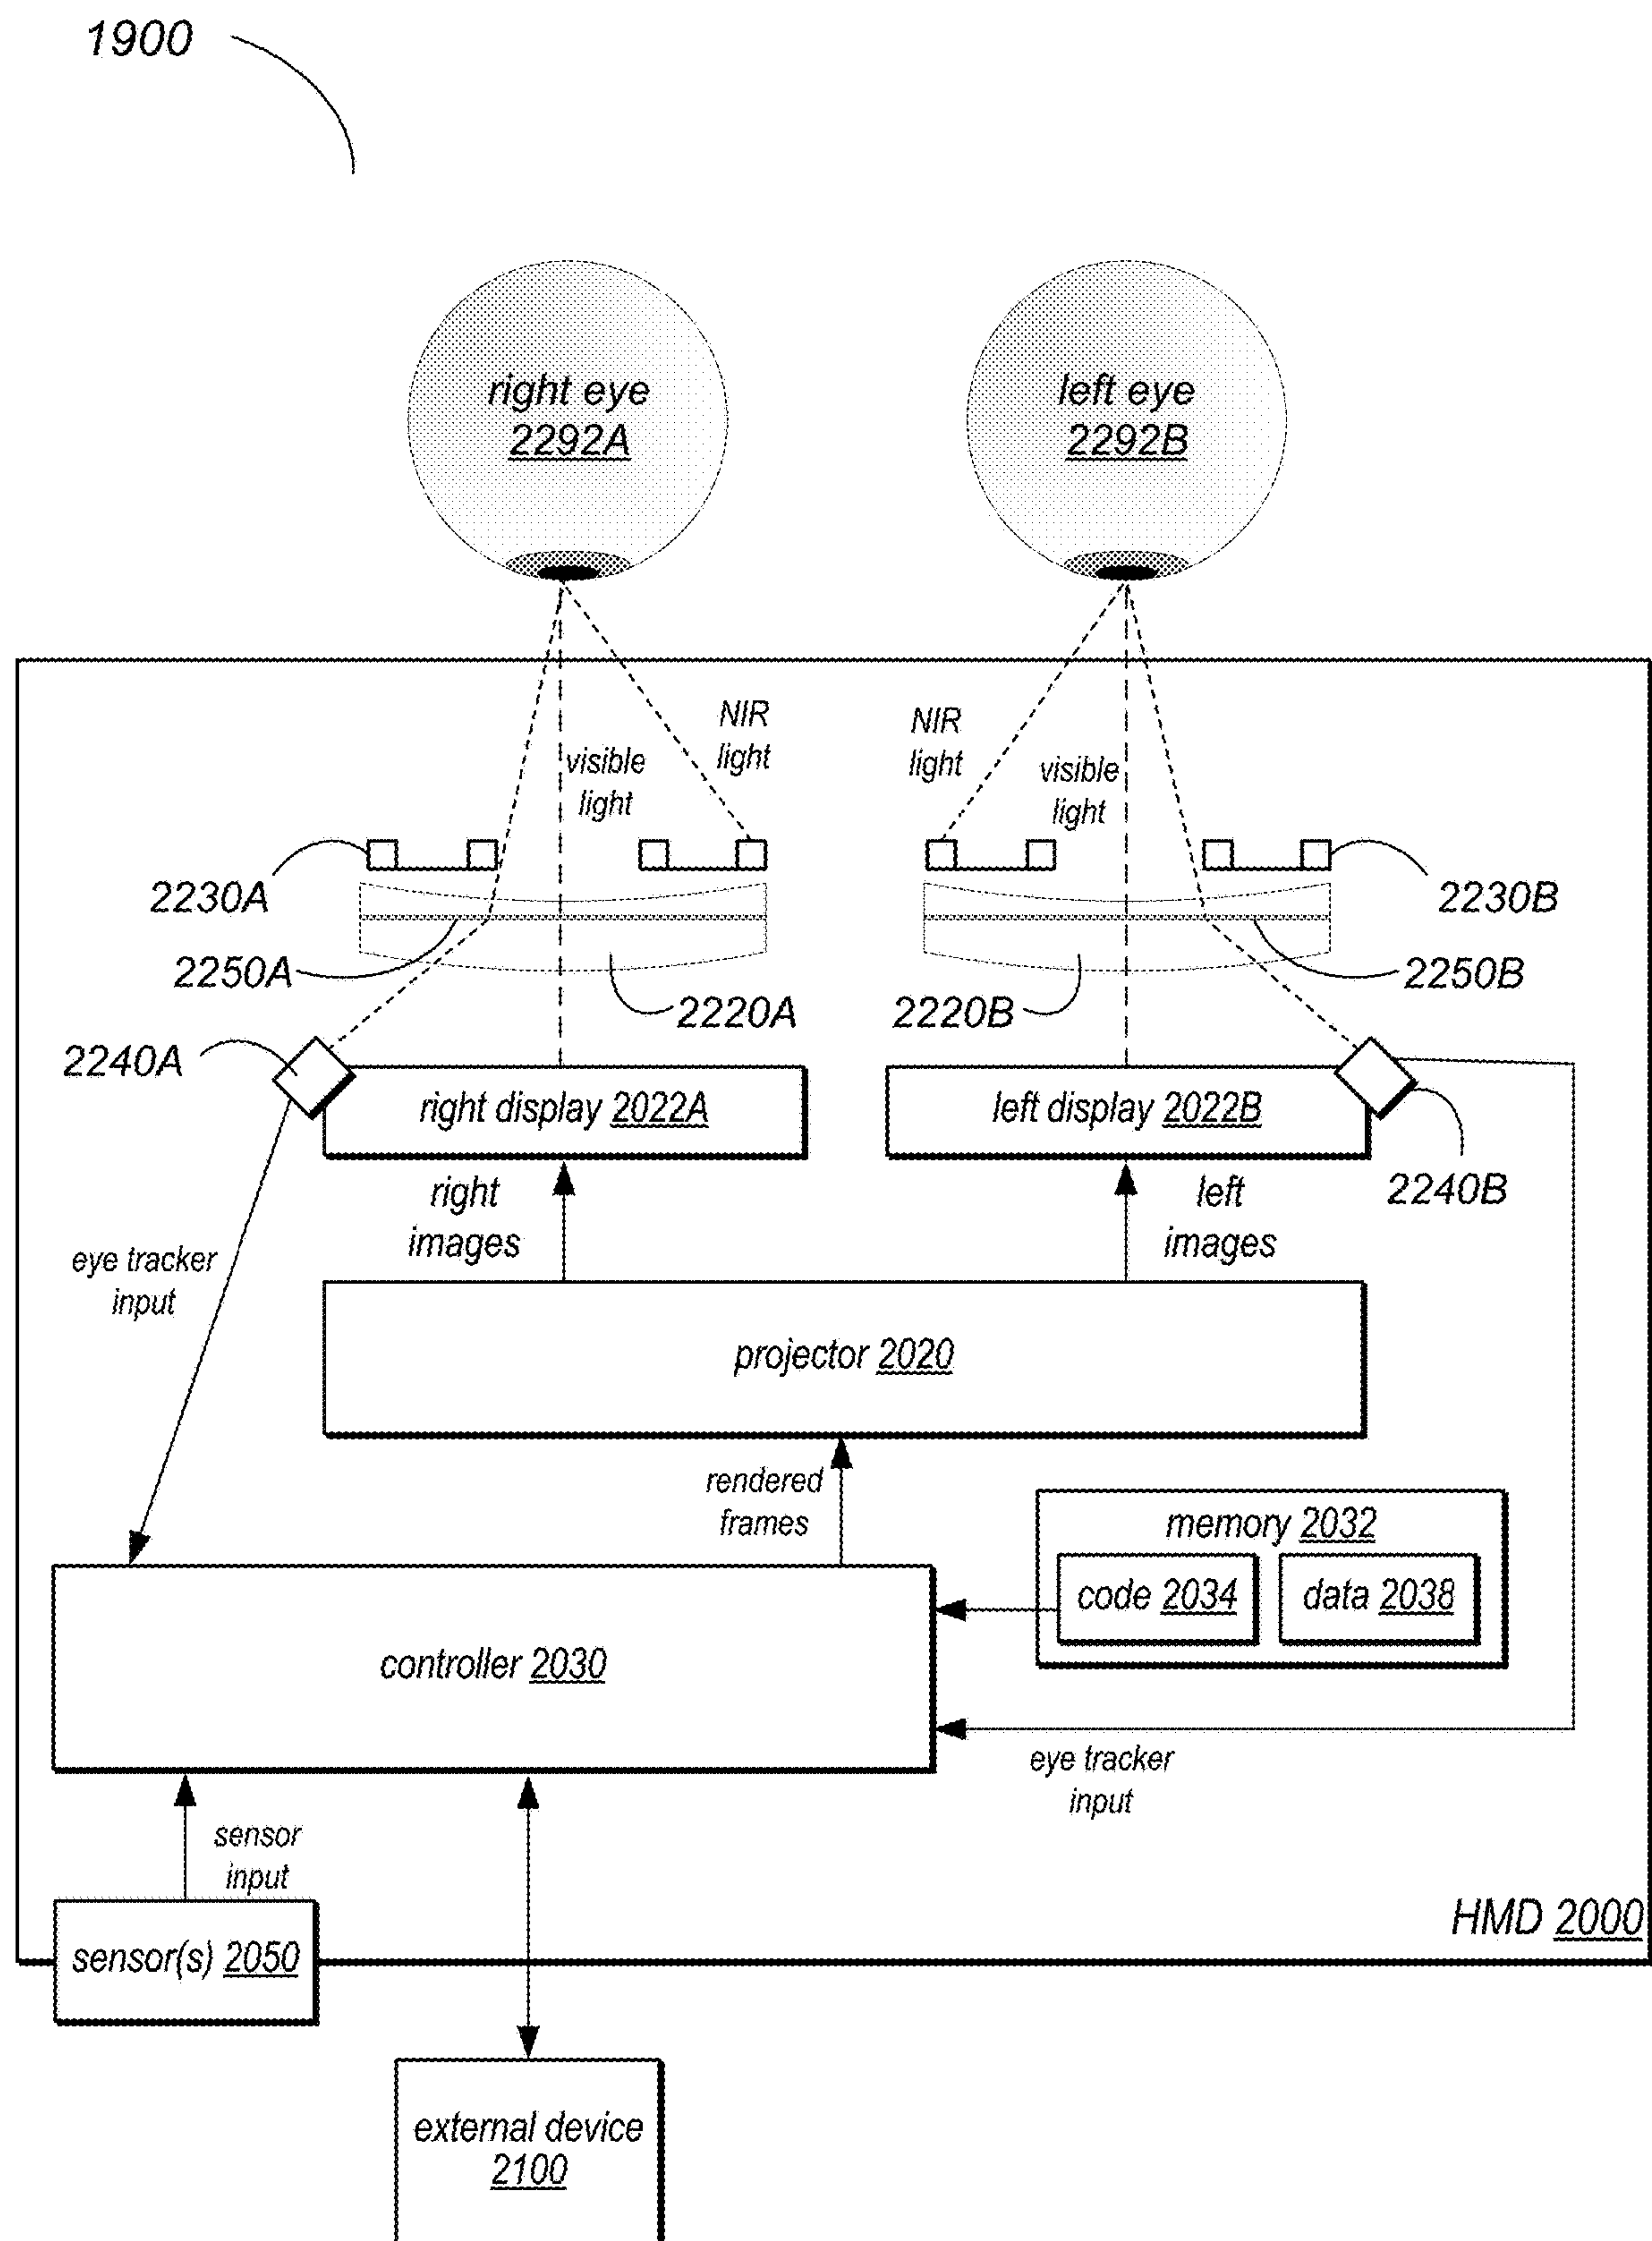 1900
right eye
2292A
left eye
2292B
NIR
light
visible
light
NIR
light
visible
light
2230A
2230B
2250A
2250B
2220A
2220B
2240A
right display 2022A
left display 2022B
2240B
right
images
left
images
eye tracker
input
projector 2020
rendered
frames
memory 2032
code 2034
data 2038
controller 2030
eye tracker
input
sensor
input
HMD 2000
sensor(s) 2050
external device
2100